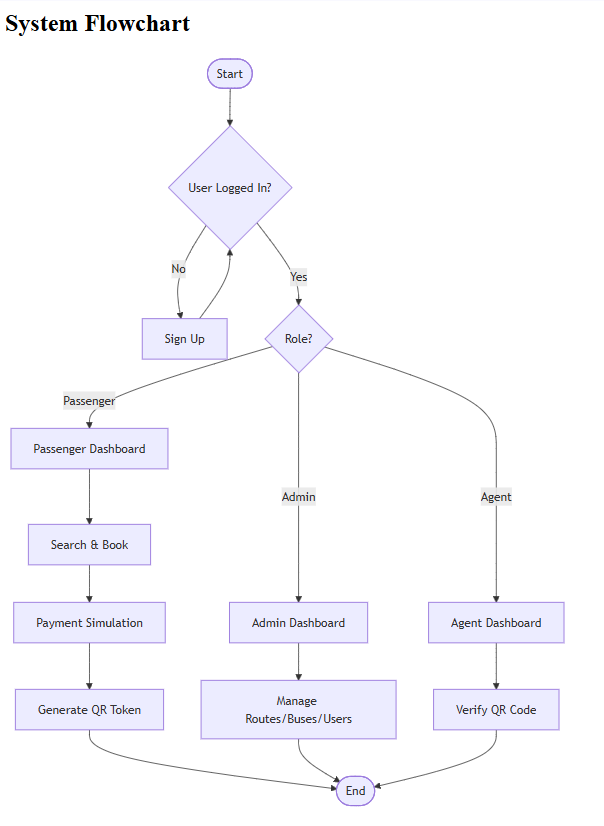 System Flowchart
Start
User Logged In?
No
Yes
Sign Up
Role?
Passenger
Passenger Dashboard
Admin
Agent
Search & Book
Payment Simulation
Admin Dashboard
Agent Dashboard
Generate QR Token
Manage
Routes/Buses/Users
Verify QR Code
End